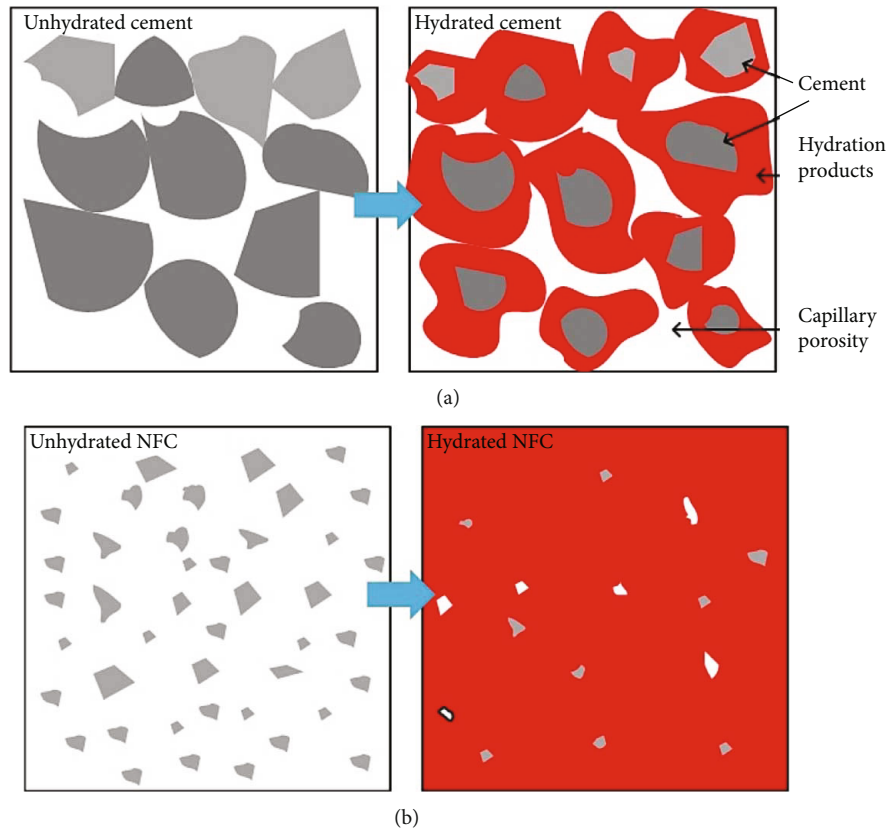 Unhydrated cement
Hydrated cement
Cement
Hydration
products
Capillary
porosity
(a)
Unhydrated NFC
Hydrated NFC
(b)